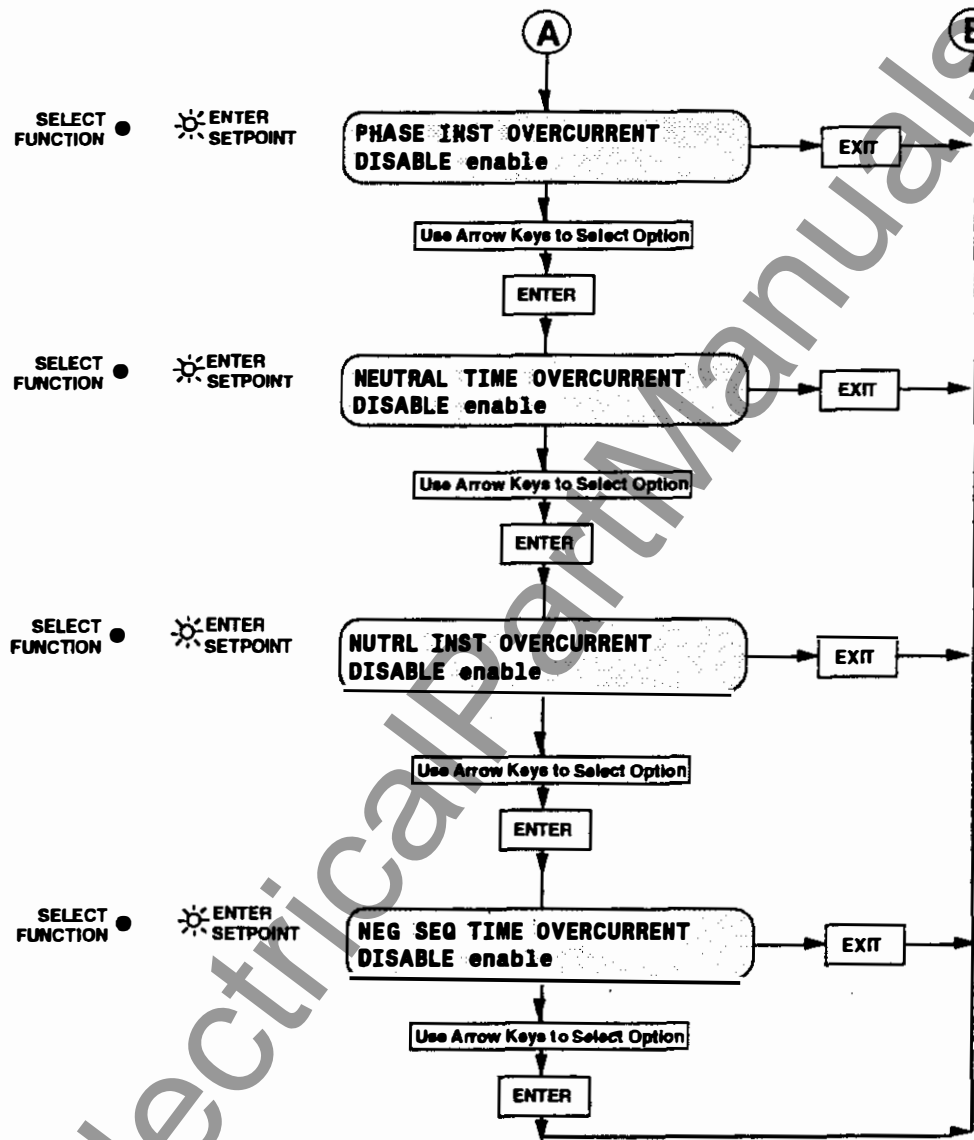 A
B
SELECT
FUNCTION
ENTER
SETPOINT
PHASE INST OVERCURRENT
DISABLE enable
EXIT
Use Arrow Keys to Select Option
ENTER
SELECT
FUNCTION
ENTER
SETPOINT
NEUTRAL TIME OVERCURRENT
DISABLE enable
EXIT
Use Arrow Keys to Select Option
ENTER
SELECT
FUNCTION
ENTER
SETPOINT
NUTRL INST OVERCURRENT
DISABLE enable
EXIT
Use Arrow Keys to Select Option
ENTER
SELECT
FUNCTION
ENTER
SETPOINT
NEG SEQ TIME OVERCURRENT
DISABLE enable
EXIT
Use Arrow Keys to Select Option
ENTER
lectricalPartManuals